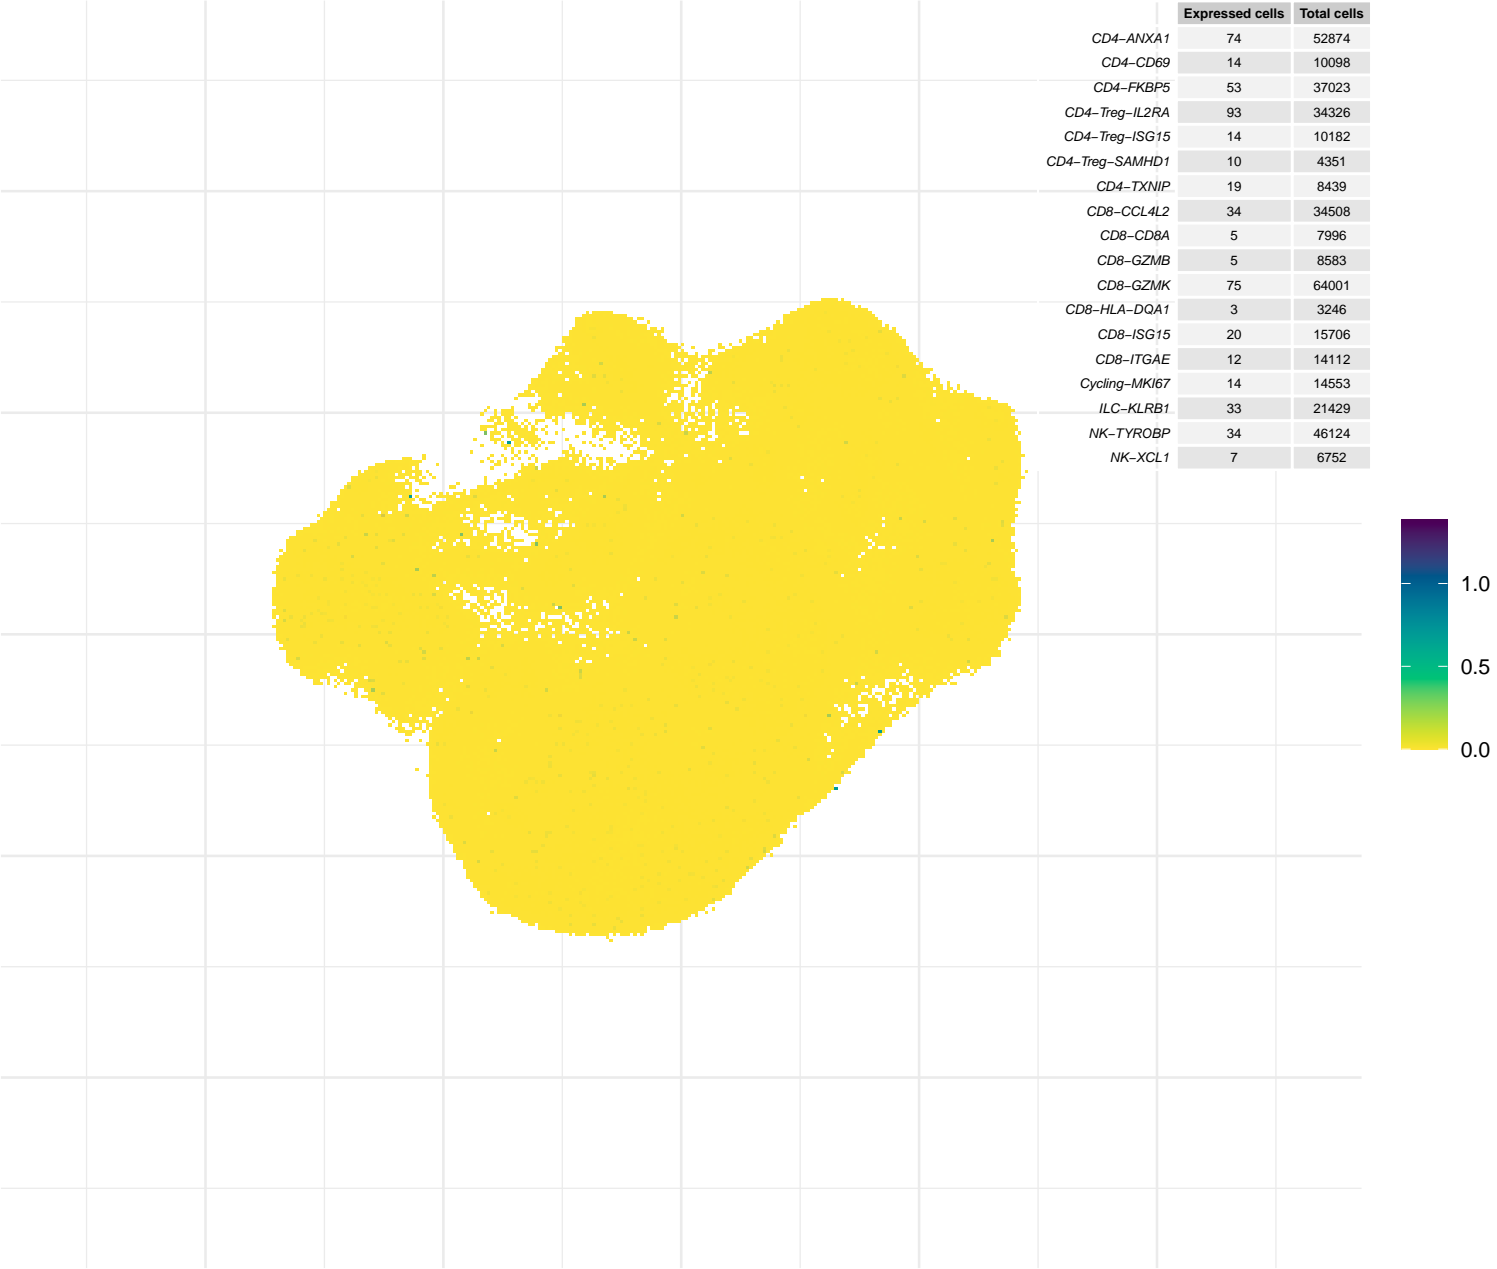 Expressed cells Total cells
CD4−ANXA1 74 52874
CD4−CD69 14 10098
CD4−FKBP5 53 37023
CD4−Treg−IL2RA 93 34326
CD4−Treg−ISG15 14 10182
CD4−Treg−SAMHD1 10 4351
CD4−TXNIP 19 8439
CD8−CCL4L2 34 34508
CD8−CD8A 5 7996
CD8−GZMB 5 8583
CD8−GZMK 75 64001
CD8−HLA−DQA1 3 3246
CD8−ISG15 20 15706
CD8−ITGAE 12 14112
Cycling−MKI67 14 14553
ILC−KLRB1 33 21429
NK−TYROBP 34 46124
NK−XCL1 7 6752
1.0
0.5
0.0